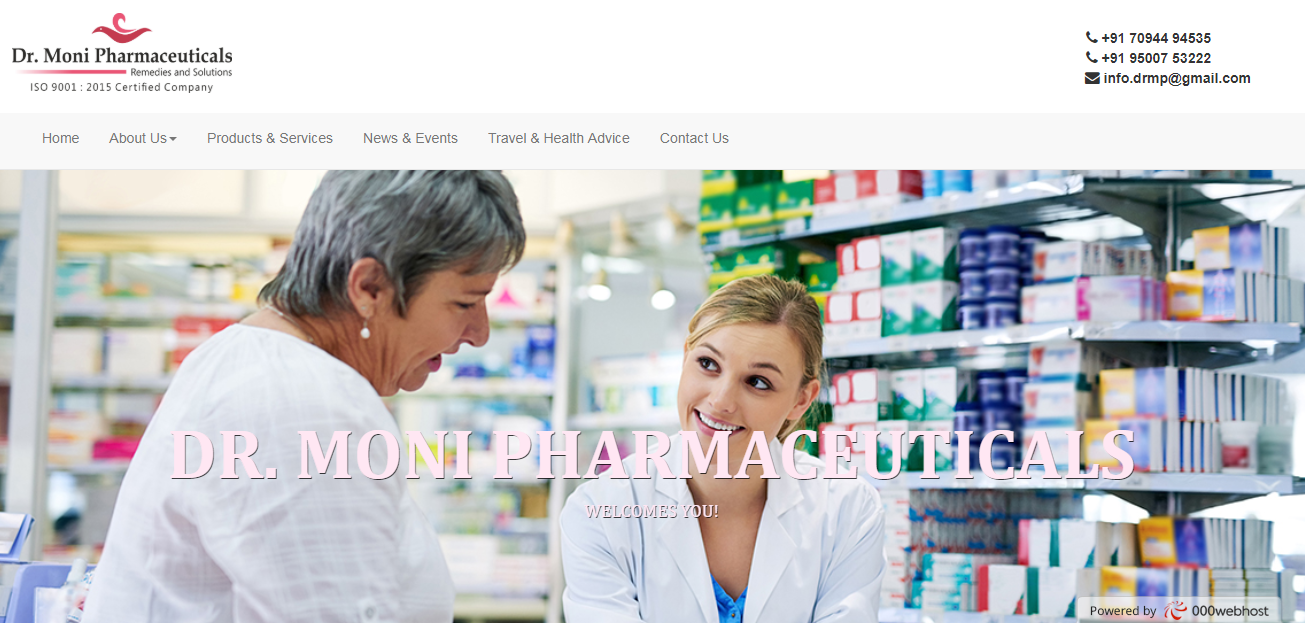 Dr. Moni Pharmaceuticals
Remedies and Solutions
ISO 9001 : 2015 Certified Company
+91 70944 94535
+91 95007 53222
info.drmp@gmail.com
Home About Us Products & Services News & Events Travel & Health Advice Contact Us
DR. MONI PHARMACEUTICALS
WELCOMES YOU!
Powered by 000webhost